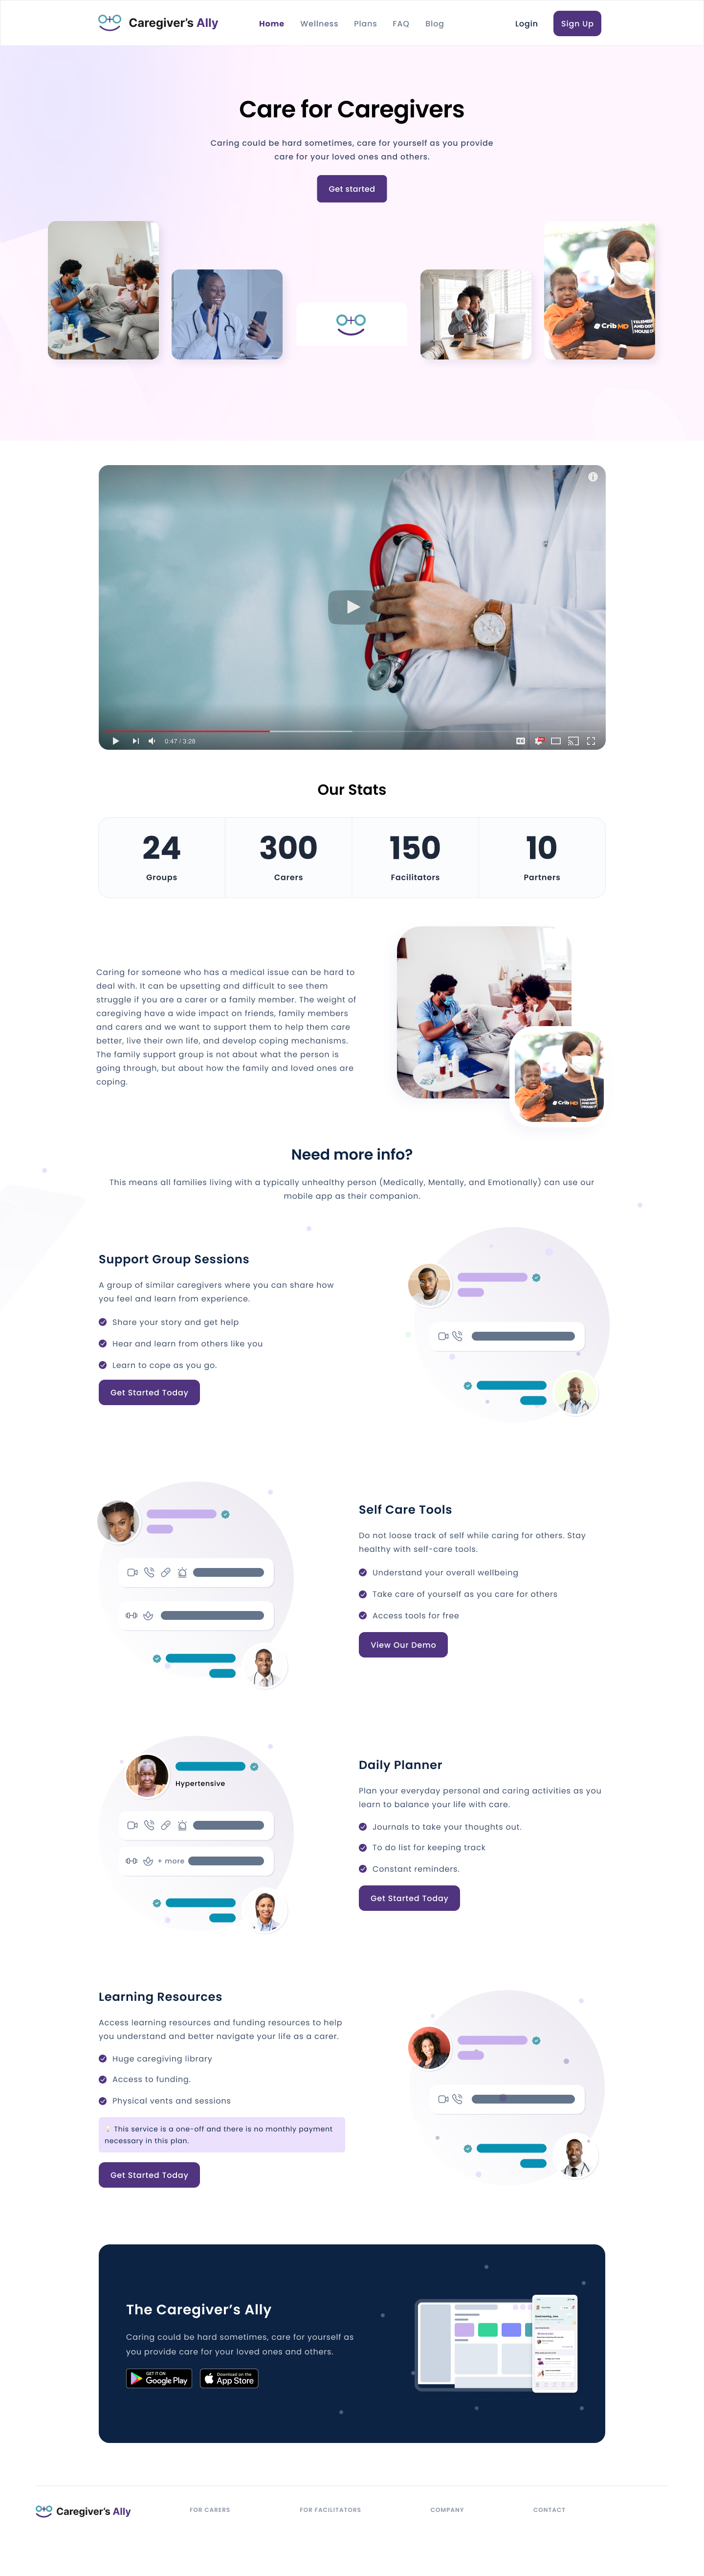 Caregiver's Ally
Home
Wellness
Plans
FAQ
Blog
Login
Sign Up
Care for Caregivers
Caring could be hard sometimes, care for yourself as you provide
care for your loved ones and others.
Get started
CribMD
0:47 / 3:28
Our Stats
24
Groups
300
Carers
150
Facilitators
10
Partners
Caring for someone who has a medical issue can be hard to
deal with. It can be upsetting and difficult to see them
struggle if you are a carer or a family member. The weight of
caregiving have a wide impact on friends, family members
and carers and we want to support them to help them care
better, live their own life, and develop coping mechanisms.
The family support group is not about what the person is
going through, but about how the family and loved ones are
coping.
CribMD
Need more info?
This means all families living with a typically unhealthy person (Medically, Mentally, and Emotionally) can use our
mobile app as their companion.
Support Group Sessions
A group of similar caregivers where you can share how
you feel and learn from experience.
Share your story and get help
Hear and learn from others like you
Learn to cope as you go.
Get Started Today
Self Care Tools
Do not loose track of self while caring for others. Stay
healthy with self-care tools.
Understand your overall wellbeing
Take care of yourself as you care for others
Access tools for free
View Our Demo
Hypertensive
+ more
Daily Planner
Plan your everyday personal and caring activities as you
learn to balance your life with care.
Journals to take your thoughts out.
To do list for keeping track
Constant reminders.
Get Started Today
Learning Resources
Access learning resources and funding resources to help
you understand and better navigate your life as a carer.
Huge caregiving library
Access to funding.
Physical vents and sessions
This service is a one-off and there is no monthly payment
necessary in this plan.
Get Started Today
The Caregiver's Ally
Caring could be hard sometimes, care for yourself as
you provide care for your loved ones and others.
GET IT ON
Google Play
Download on the
App Store
Caregiver's Ally
FOR CARERS
FOR FACILITATORS
COMPANY
CONTACT